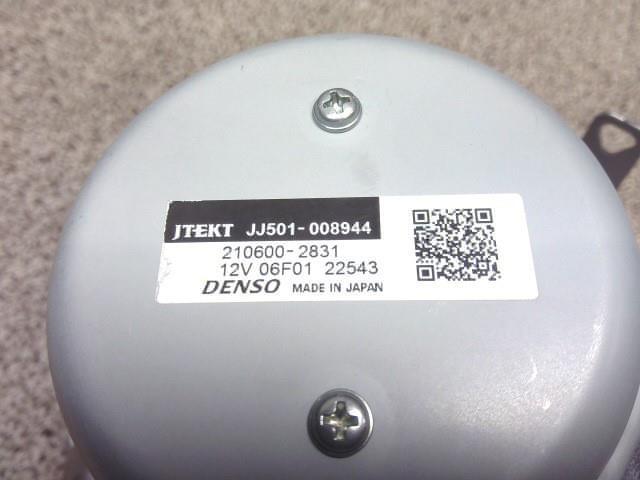 JTEKT JJ501-008944
210600-2831
12V 06F01 22543
DENSO MADE IN JAPAN